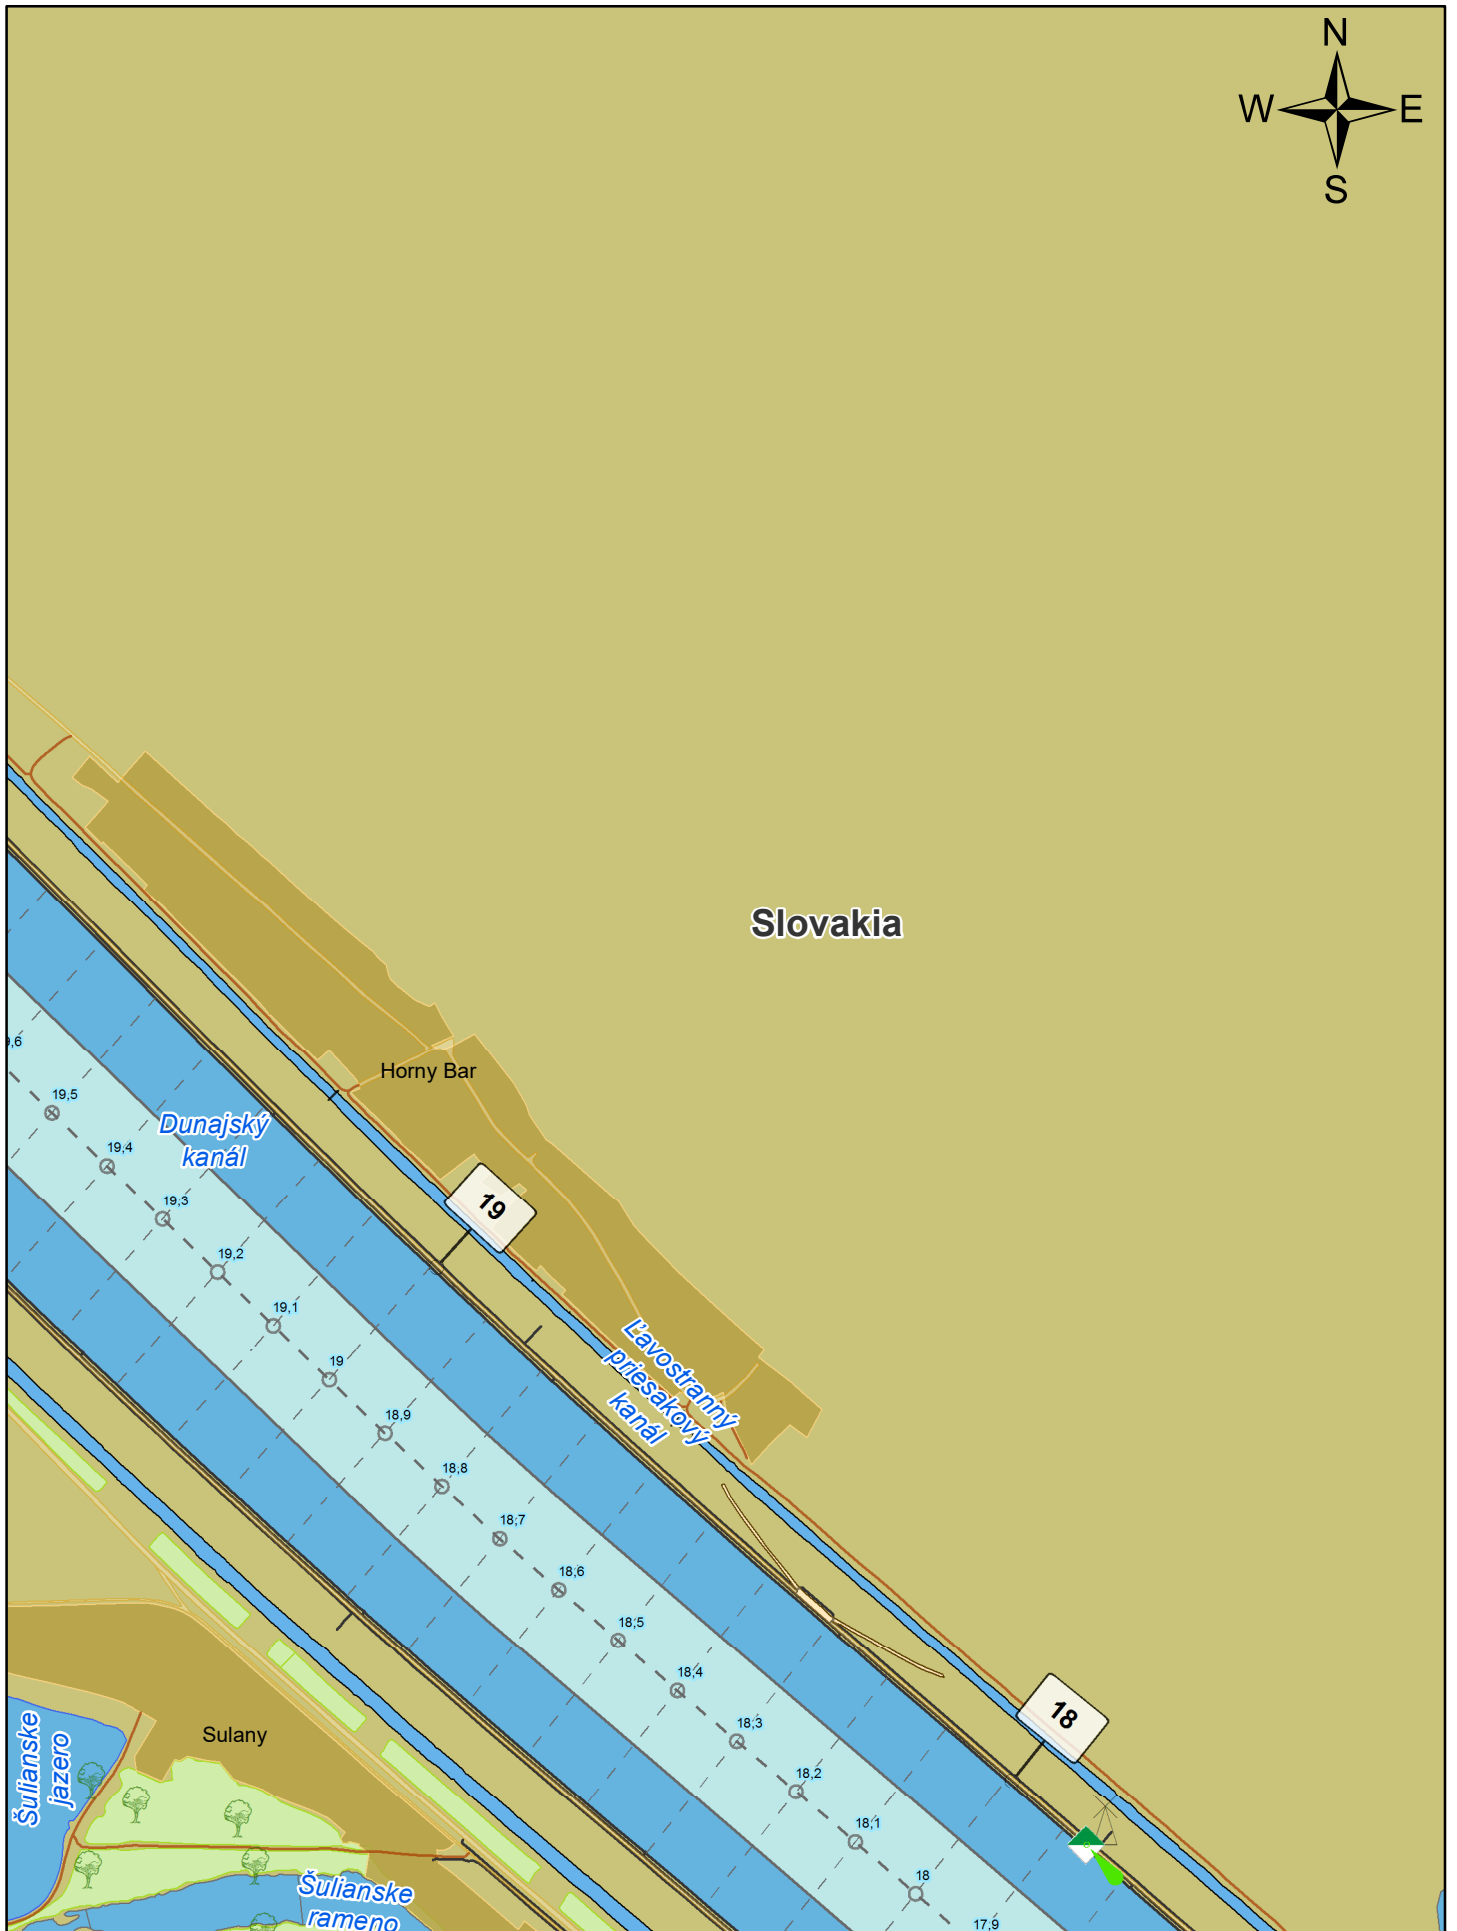 N
W E
S
Slovakia
9,6
Horny Bar
19,5
Dunajský
kanál
19,4
19,3
19
19,2
19,1
19
Ľavostranný
priesakový
kanál
18,9
18,8
18,7
18,6
18,5
18,4
18
Sulany
18,3
Šulianske
jazero
18,2
18,1
18
Šulianske
rameno
17,9